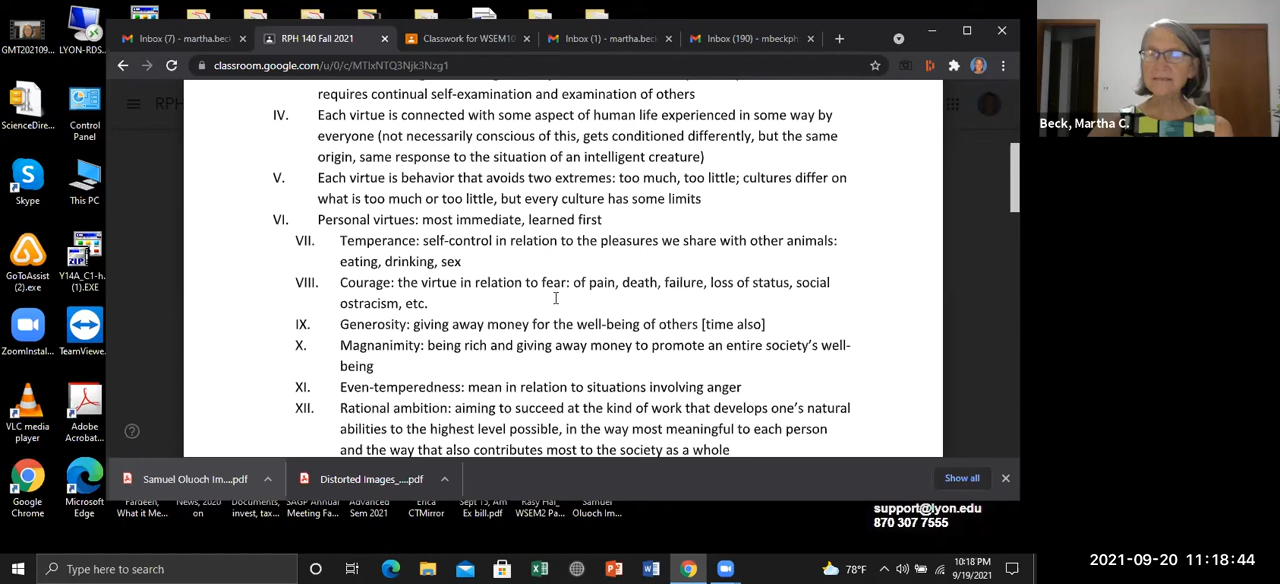 GMT202109...
LYON-RDS
Inbox (7) - martha.bec
RPH 140 Fall 2021
Classwork for WSEM10
Inbox (1) - martha.bec
Inbox (190) - mbeckph
classroom.google.com/u/0/c/MTIxNTQ3Njk3Nzg1
RPH
requires continual self-examination and examination of others
IV. Each virtue is connected with some aspect of human life experienced in some way by
everyone (not necessarily conscious of this, gets conditioned differently, but the same
origin, same response to the situation of an intelligent creature)
V. Each virtue is behavior that avoids two extremes: too much, too little; cultures differ on
what is too much or too little, but every culture has some limits
VI. Personal virtues: most immediate, learned first
VII. Temperance: self-control in relation to the pleasures we share with other animals:
eating, drinking, sex
VIII. Courage: the virtue in relation to fear: of pain, death, failure, loss of status, social
ostracism, etc.
IX. Generosity: giving away money for the well-being of others [time also]
X. Magnanimity: being rich and giving away money to promote an entire society's well-
being
XI. Even-temperedness: mean in relation to situations involving anger
XII. Rational ambition: aiming to succeed at the kind of work that develops one's natural
abilities to the highest level possible, in the way most meaningful to each person
and the way that also contributes most to the society as a whole
ScienceDire...
Control
Panel
Skype
This PC
Y14A_C1-h...
(1).EXE
GoToAssist
(2).exe
ZoomInstal...
TeamViewe...
VLC media
player
Adobe
Acrobat...
Google
Chrome
Microsoft
Edge
Samuel Oluoch Im....pdf
Distorted Images_....pdf
Show all
Fardeen,
What it Me...
News, 2020
on
Documents,
invest, tax...
SAGP Annual
Meeting Fa...
Advanced
Sem 2021
Erica
CTMirror
Sept 15, Am
Ex bill.pdf
Rasy Hai_
WSEM2 Pa...
Samuel
Oluoch Im...
support@lyon.edu
870 307 7555
Type here to search
78°F
10:18 PM
9/19/2021
Beck, Martha C.
2021-09-20 11:18:44